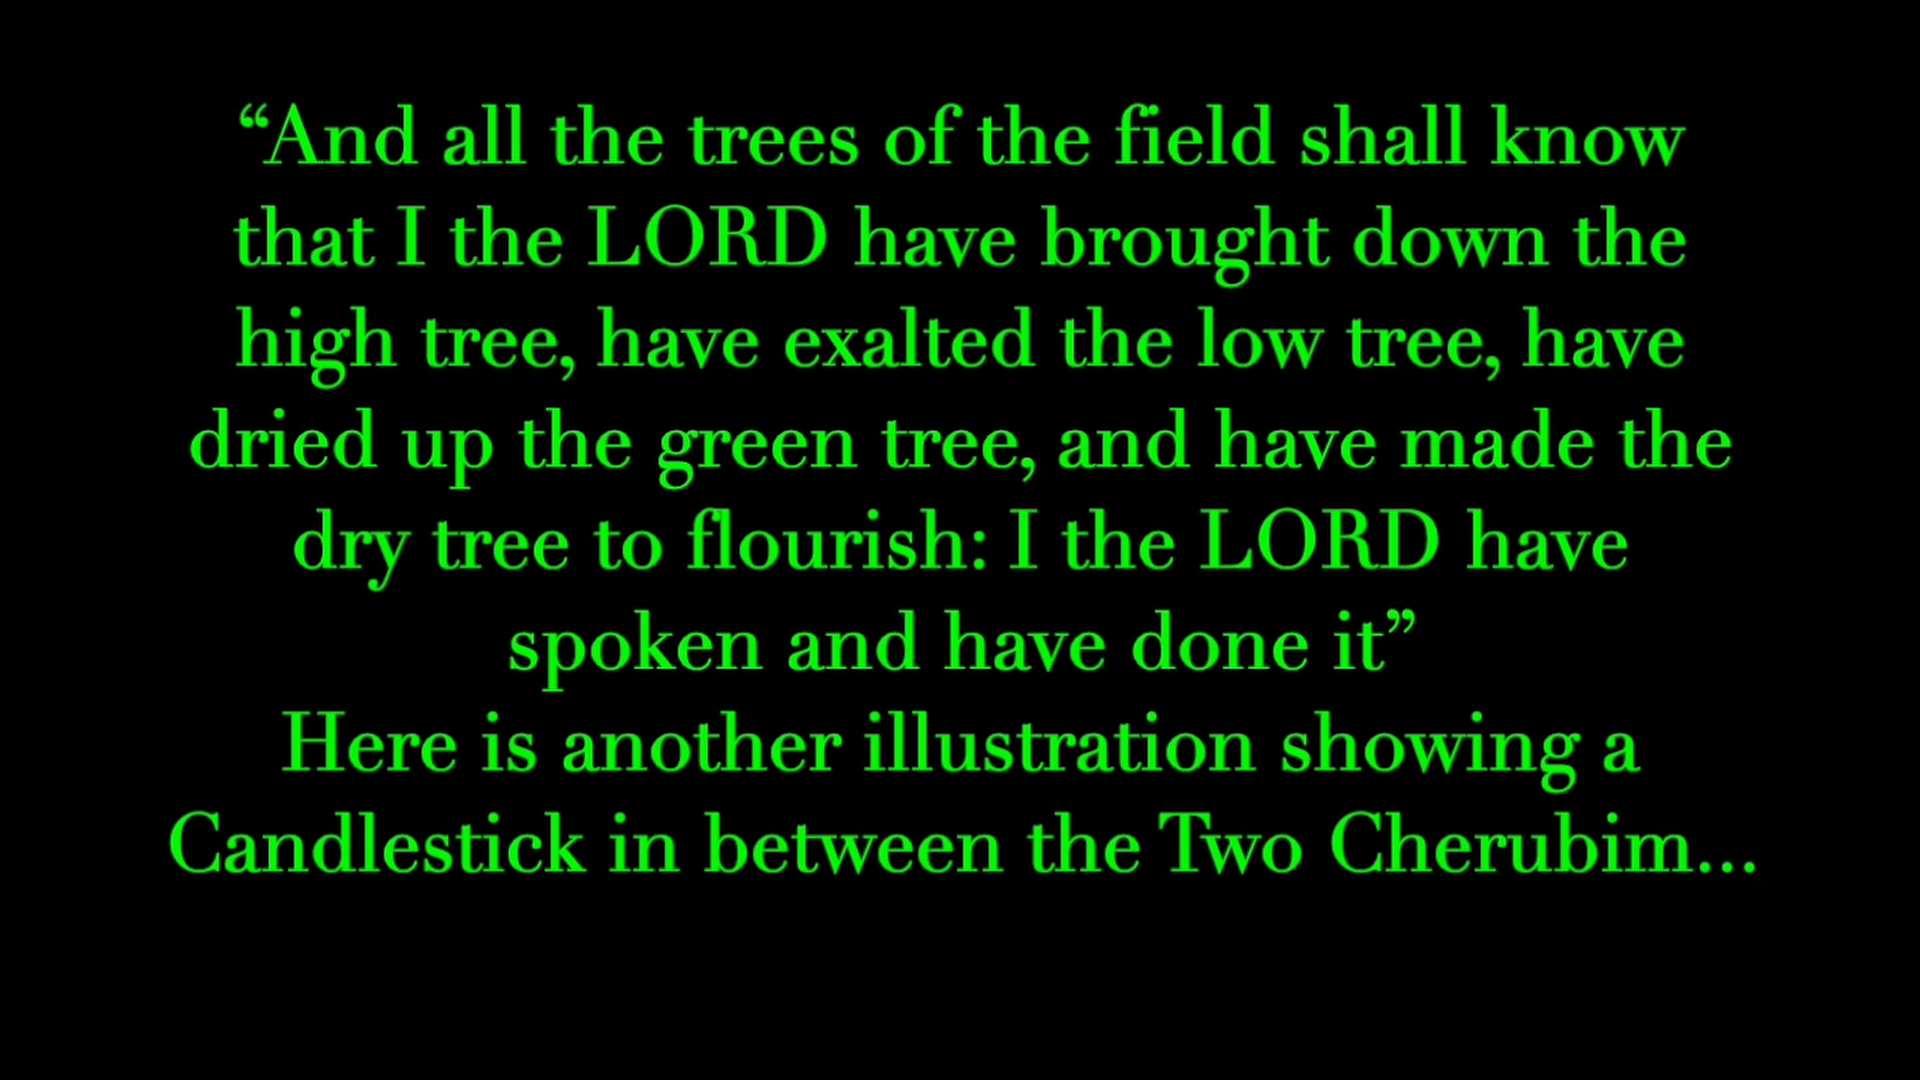 “And all the trees of the field shall know
that I the LORD have brought down the
high tree, have exalted the low tree, have
dried up the green tree, and have made the
dry tree to flourish: I the LORD have
spoken and have done it”
Here is another illustration showing a
Candlestick in between the Two Cherubim...